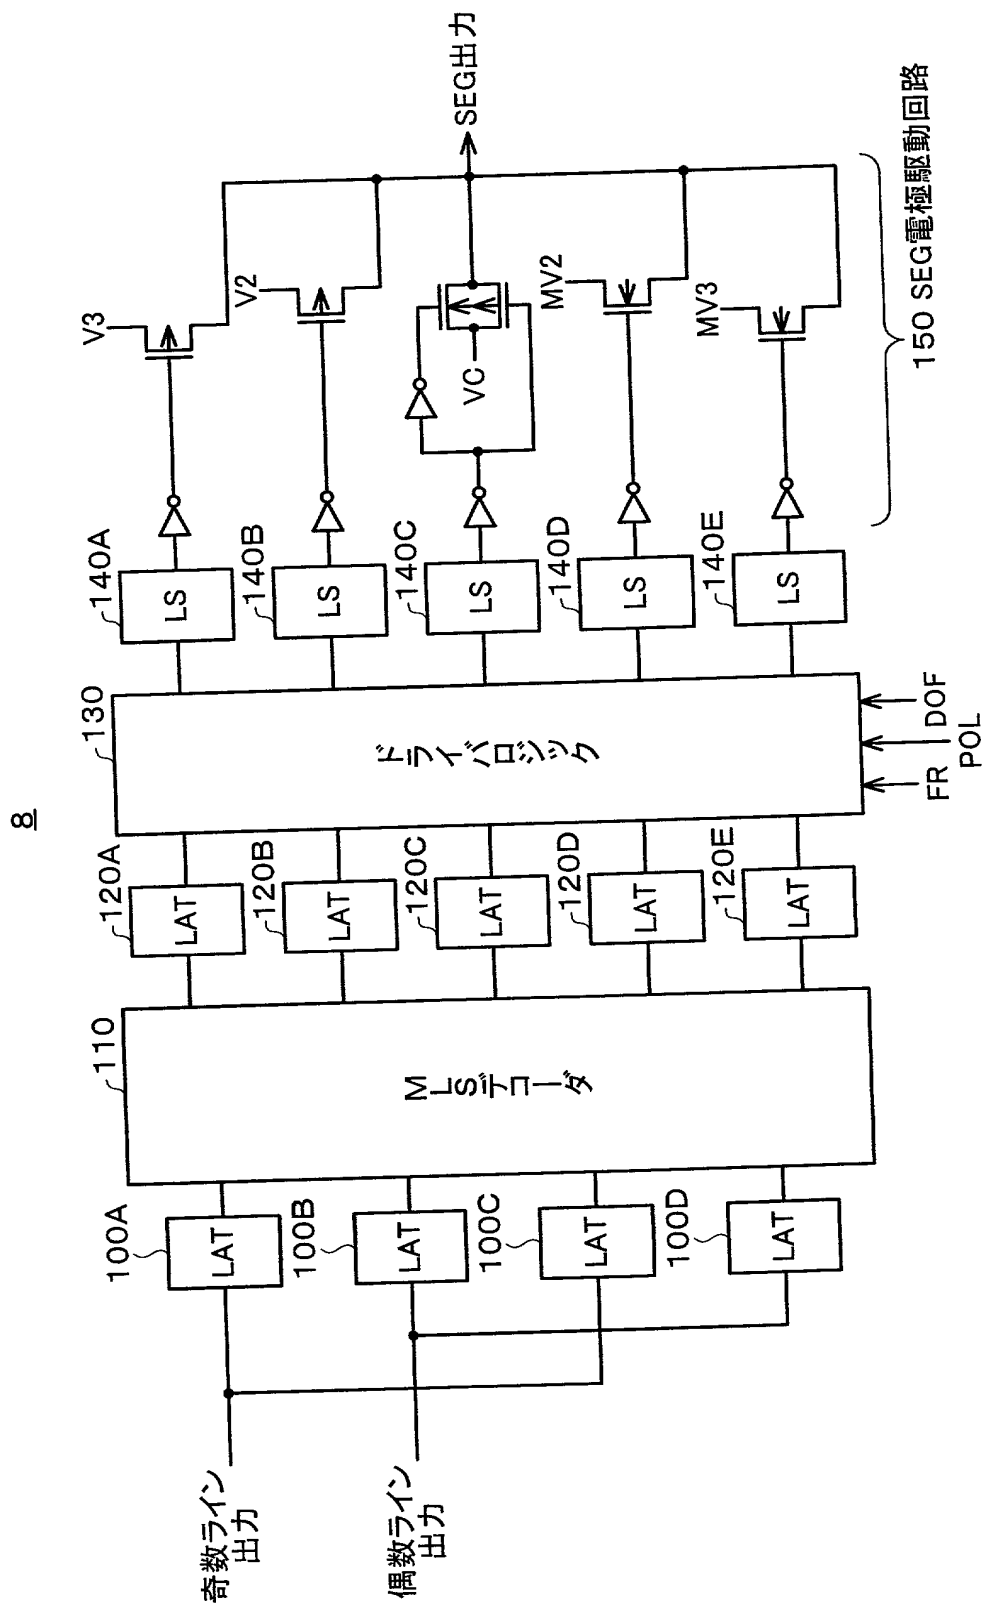 8
奇数ライン
出力
偶数ライン
出力
100A
LAT
100B
LAT
100C
LAT
100D
LAT
110
MLSデコーダ
120A
LAT
120B
LAT
120C
LAT
120D
LAT
120E
LAT
130
ドライバロジック
FR
POL
DOF
140A
LS
140B
LS
140C
LS
140D
LS
140E
LS
V3
V2
VC
MV2
MV3
SEG出力
150 SEG電極駆動回路